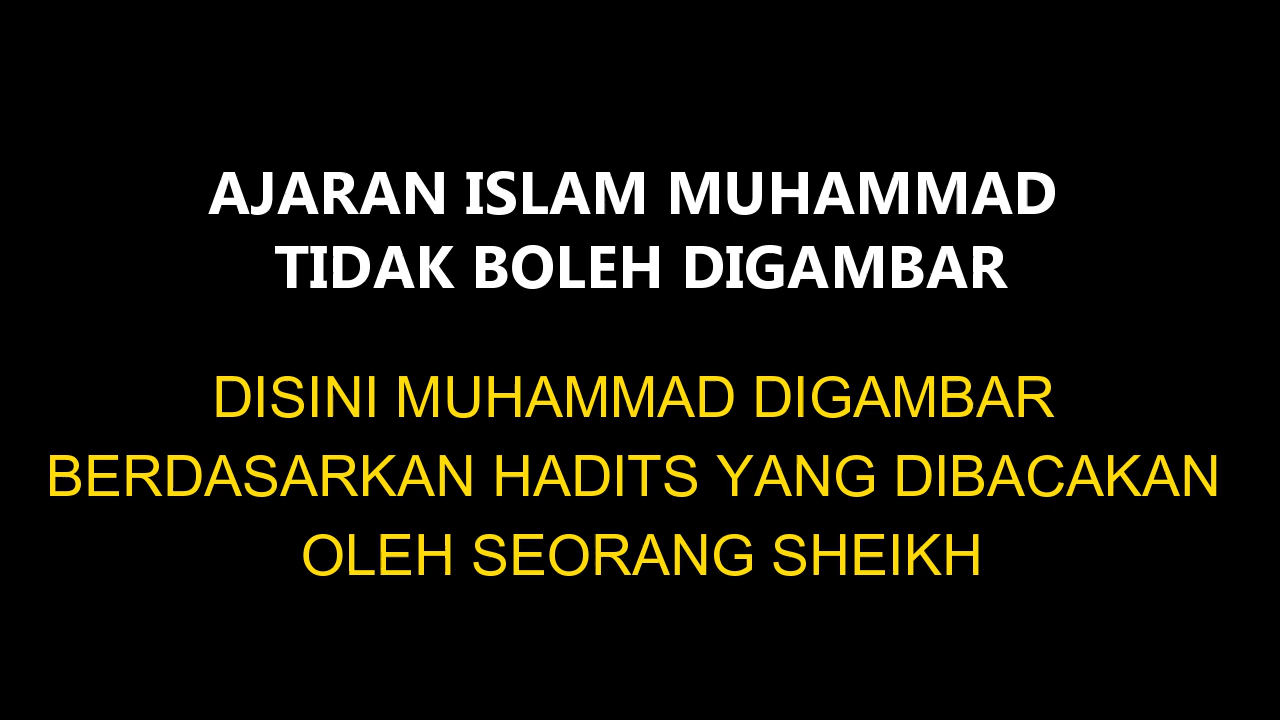 AJARAN ISLAM MUHAMMAD
TIDAK BOLEH DIGAMBAR
DISINI MUHAMMAD DIGAMBAR
BERDASARKAN HADITS YANG DIBACAKAN
OLEH SEORANG SHEIKH